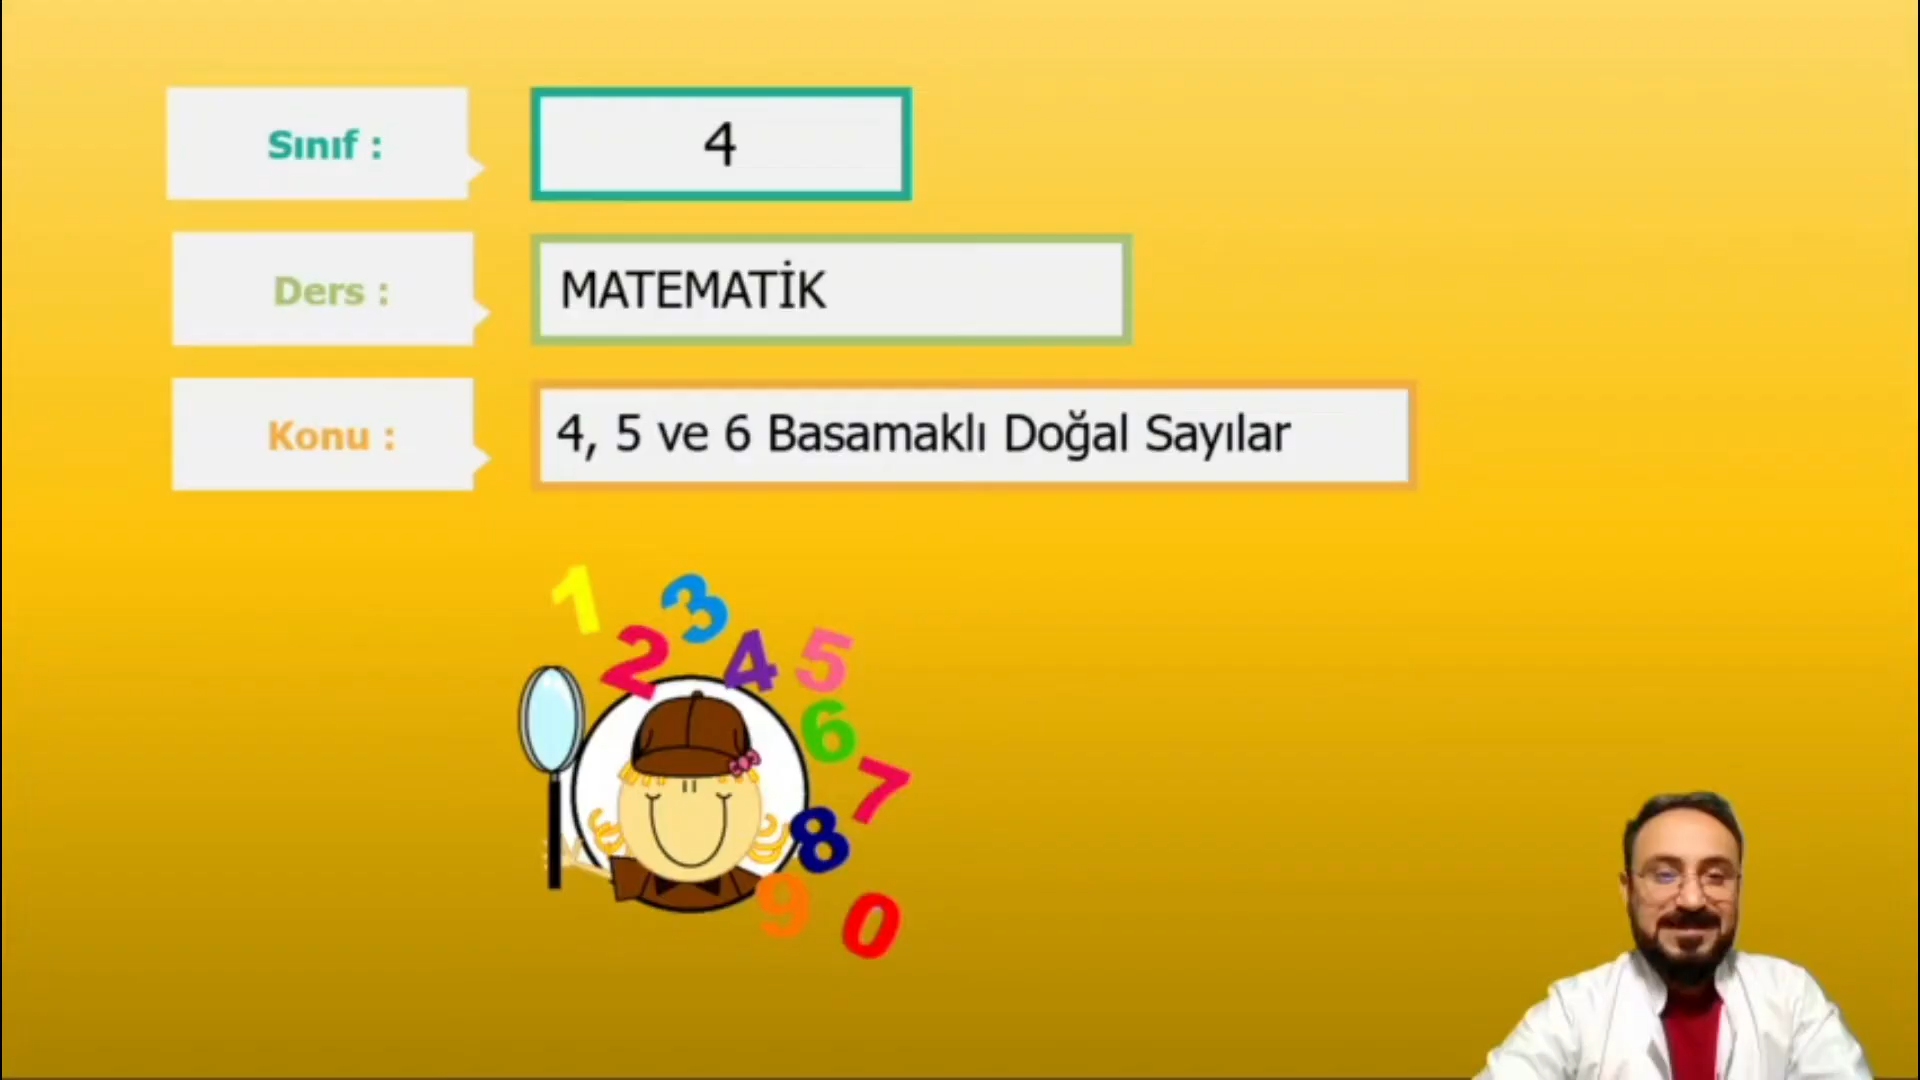 Sınıf :
4
Ders :
MATEMATİK
Konu :
4, 5 ve 6 Basamaklı Doğal Sayılar
1
2
3
4
5
6
7
8
9
0